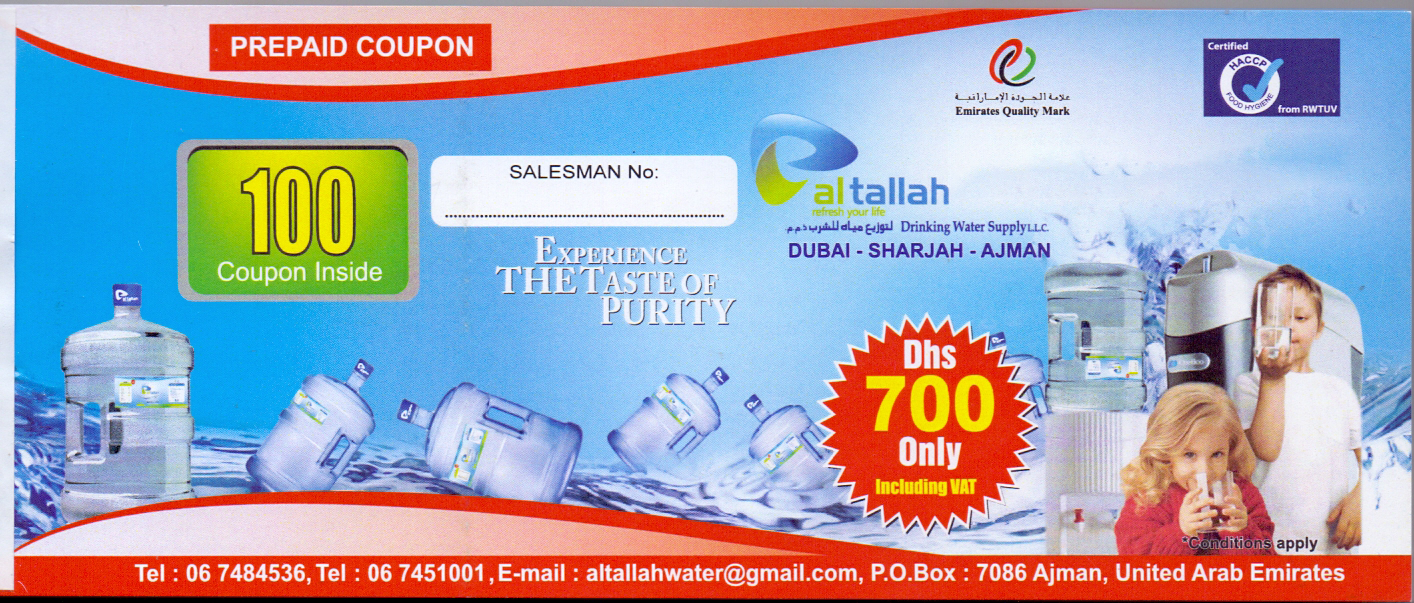 PREPAID COUPON
علامة الجودة الإماراتية
Emirates Quality Mark
Certified
HACCP
FOOD HYGIENE
from RWTUV
100
Coupon Inside
SALESMAN No:
al tallah
refresh your life
لتوزيع مياه للشرب ذ.م.م. Drinking Water Supply L.L.C.
DUBAI - SHARJAH - AJMAN
EXPERIENCE
THE TASTE OF
PURITY
Dhs
700
Only
Including VAT
*Conditions apply
Tel : 06 7484536, Tel : 06 7451001, E-mail : altallahwater@gmail.com, P.O.Box : 7086 Ajman, United Arab Emirates